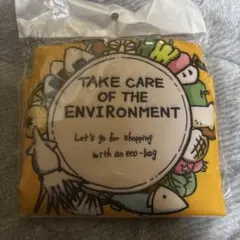 TAKE CARE
OF THE
ENVIRONMENT
Let's go for shopping
with an eco-bag